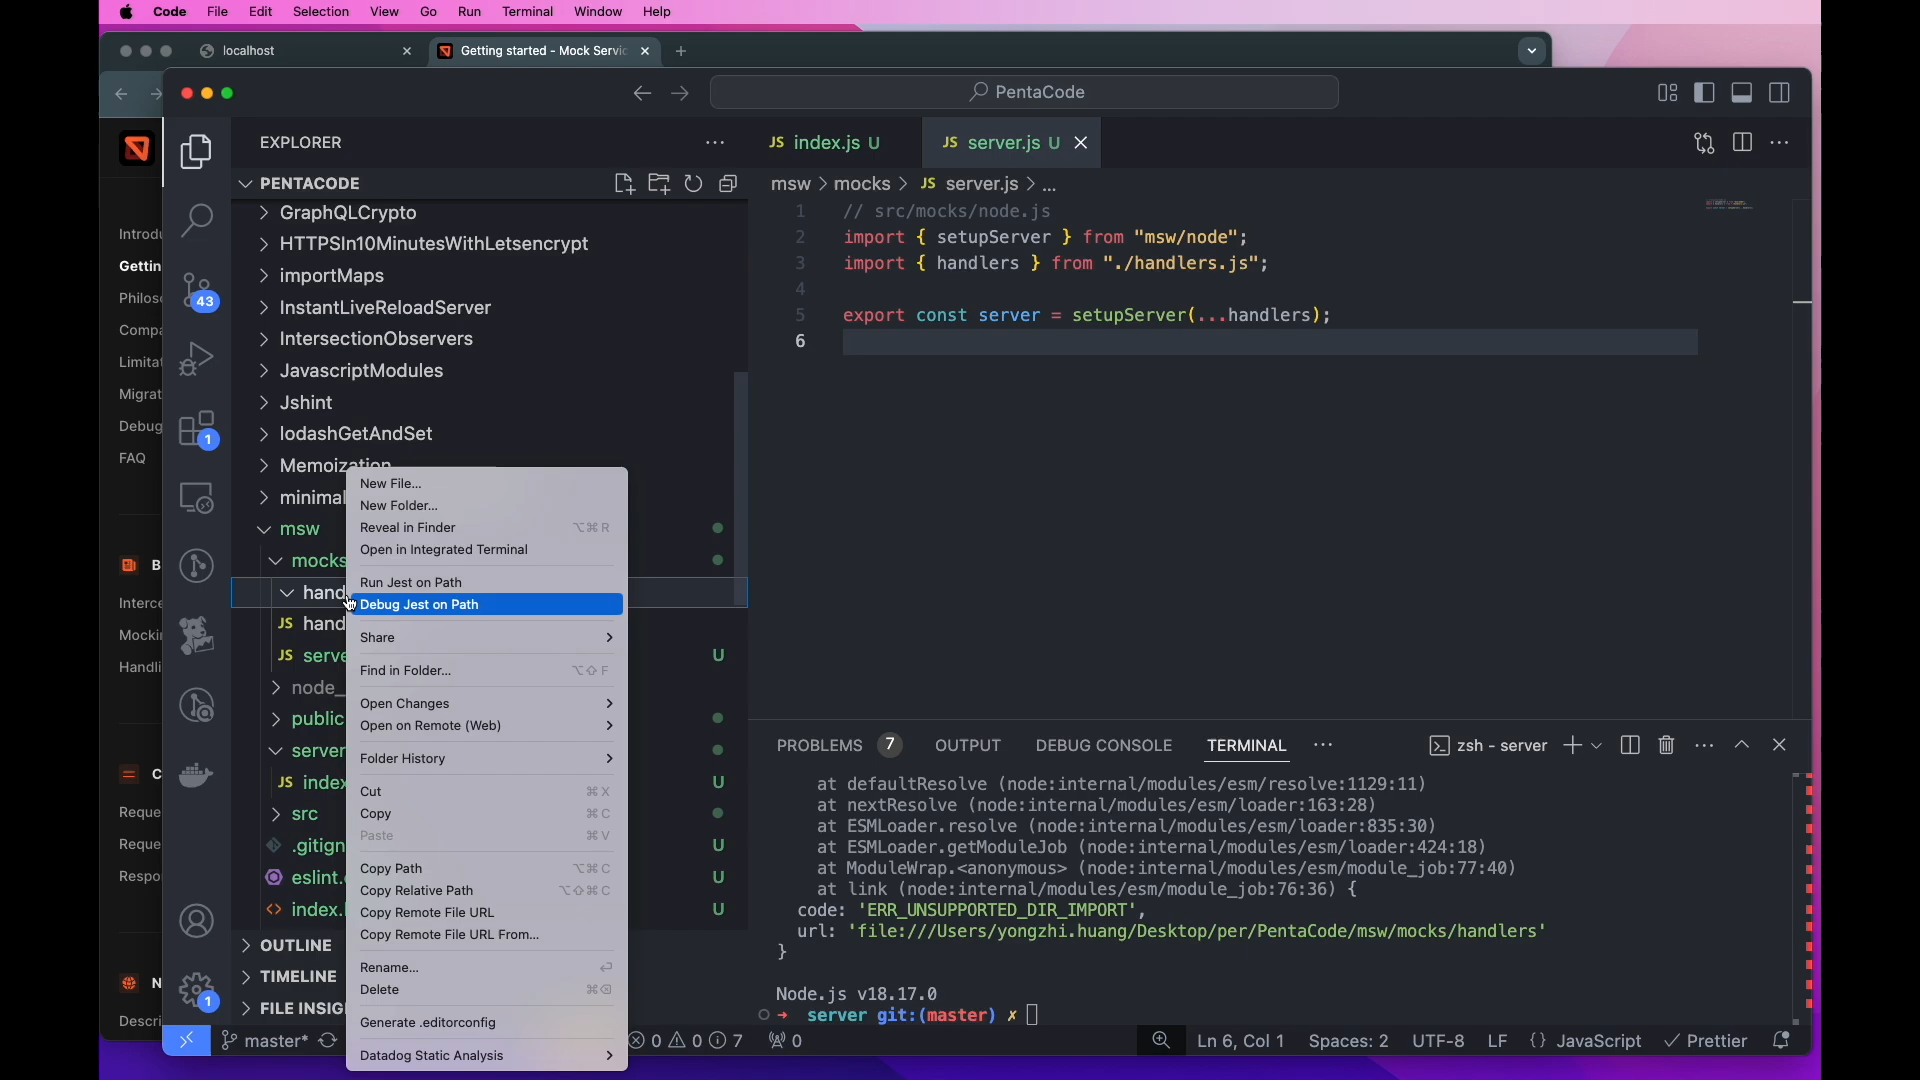 Code File Edit Selection View Go Run Terminal Window Help
localhost
Getting started - Mock Servic
PentaCode
EXPLORER
PENTACODE
GraphQLCrypto
HTTPSIn10MinutesWithLetsencrypt
importMaps
InstantLiveReloadServer
IntersectionObservers
JavascriptModules
Jshint
lodashGetAndSet
Memoization
minimal
msw
mocks
hand
JS hand
JS serve U
node_
public
server
JS index U
src
.gitign U
eslint. U
index. U
OUTLINE
TIMELINE
FILE INSIG
Introdu
Gettin
Philoso
Compa
Limitat
Migrat
Debug
FAQ
B
Interce
Mockin
Handli
C
Reque
Reque
Respo
N
Descri
43
1
1
New File...
New Folder...
Reveal in Finder ⌥⌘R
Open in Integrated Terminal
Run Jest on Path
Debug Jest on Path
Share
Find in Folder... ⌥⇧F
Open Changes
Open on Remote (Web)
Folder History
Cut ⌘X
Copy ⌘C
Paste ⌘V
Copy Path ⌥⌘C
Copy Relative Path ⌥⇧⌘C
Copy Remote File URL
Copy Remote File URL From...
Rename... ⏎
Delete ⌘⌫
Generate .editorconfig
Datadog Static Analysis
JS index.js U
JS server.js U
msw > mocks > JS server.js > ...
1 // src/mocks/node.js
2 import { setupServer } from "msw/node";
3 import { handlers } from "./handlers.js";
4
5 export const server = setupServer(...handlers);
6
PROBLEMS 7 OUTPUT DEBUG CONSOLE TERMINAL ... zsh - server
at defaultResolve (node:internal/modules/esm/resolve:1129:11)
at nextResolve (node:internal/modules/esm/loader:163:28)
at ESMLoader.resolve (node:internal/modules/esm/loader:835:30)
at ESMLoader.getModuleJob (node:internal/modules/esm/loader:424:18)
at ModuleWrap.<anonymous> (node:internal/modules/esm/module_job:77:40)
at link (node:internal/modules/esm/module_job:76:36) {
code: 'ERR_UNSUPPORTED_DIR_IMPORT',
url: 'file:///Users/yongzhi.huang/Desktop/per/PentaCode/msw/mocks/handlers'
}
Node.js v18.17.0
➜ server git:(master) ✗
master* 0 0 7 0 Ln 6, Col 1 Spaces: 2 UTF-8 LF {} JavaScript ✓ Prettier